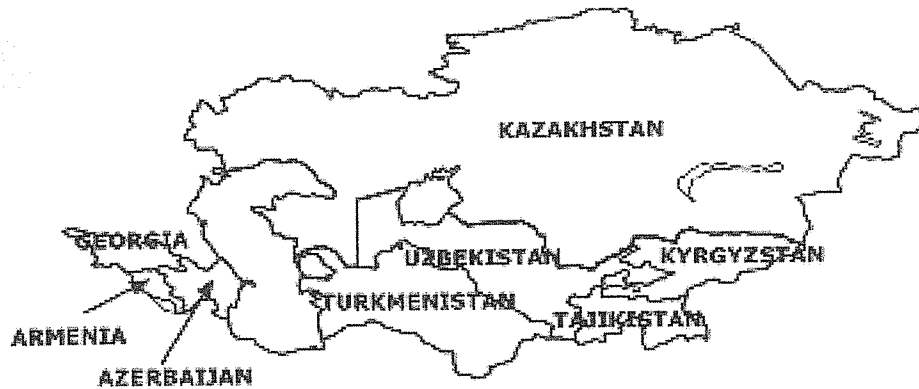 KAZAKHSTAN
GEORGIA
UZBEKISTAN
KYRGYZSTAN
TURKMENISTAN
TAJIKISTAN
ARMENIA
AZERBAIJAN